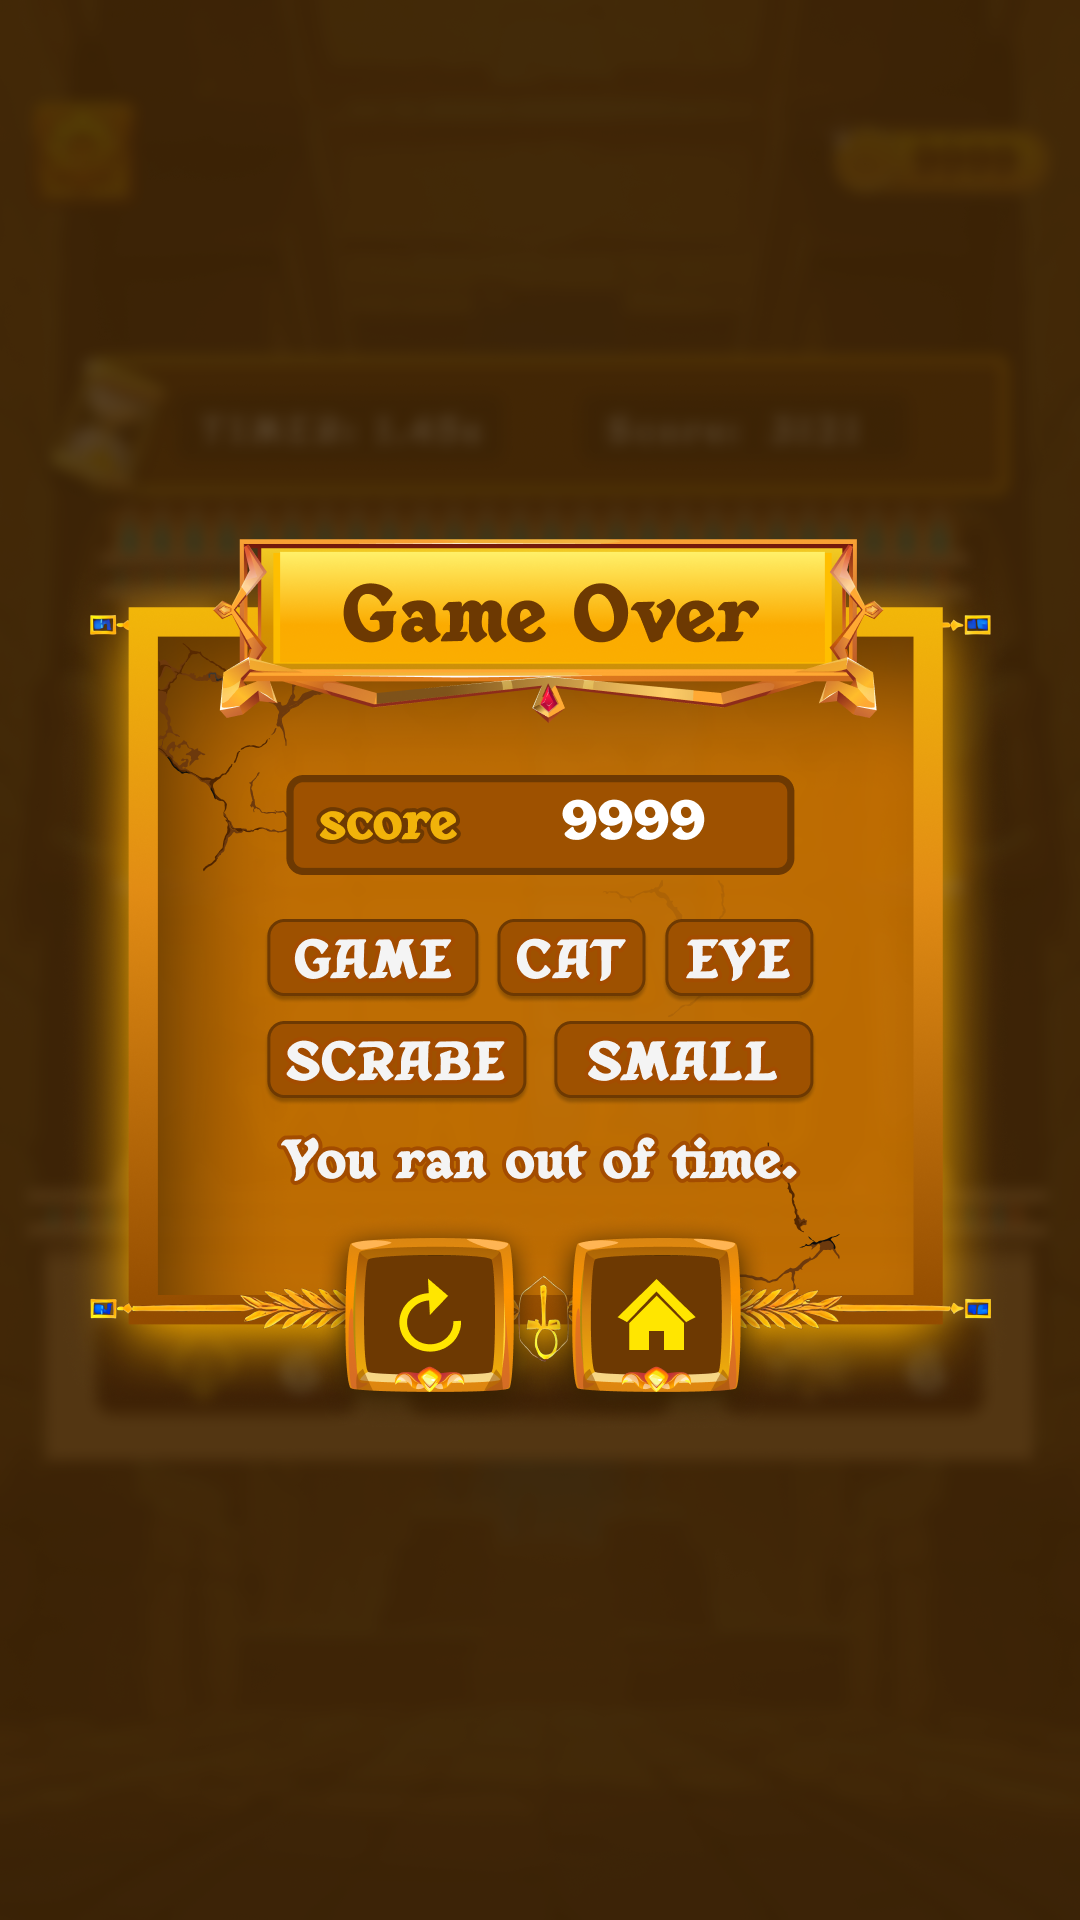 Game Over
score 9999
GAME CAT EYE
SCRABE SMALL
You ran out of time.